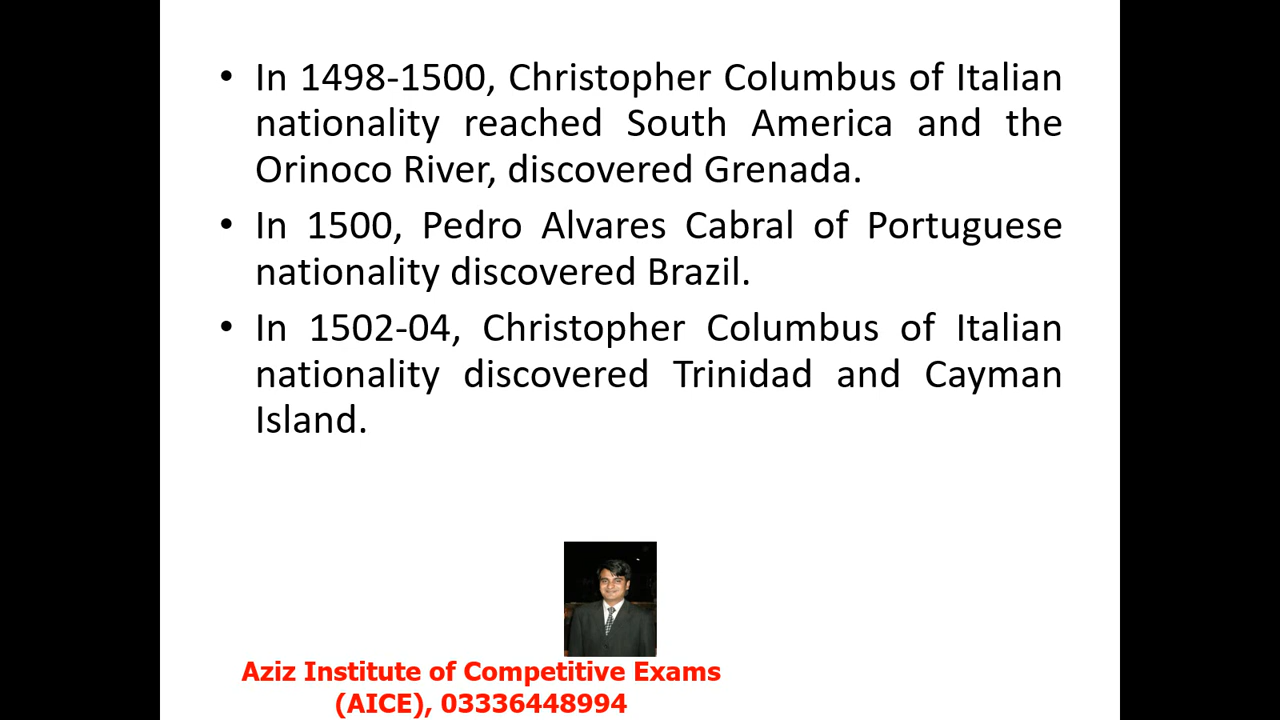 • In 1498-1500, Christopher Columbus of Italian
nationality reached South America and the
Orinoco River, discovered Grenada.
• In 1500, Pedro Alvares Cabral of Portuguese
nationality discovered Brazil.
• In 1502-04, Christopher Columbus of Italian
nationality discovered Trinidad and Cayman
Island.
Aziz Institute of Competitive Exams
(AICE), 03336448994